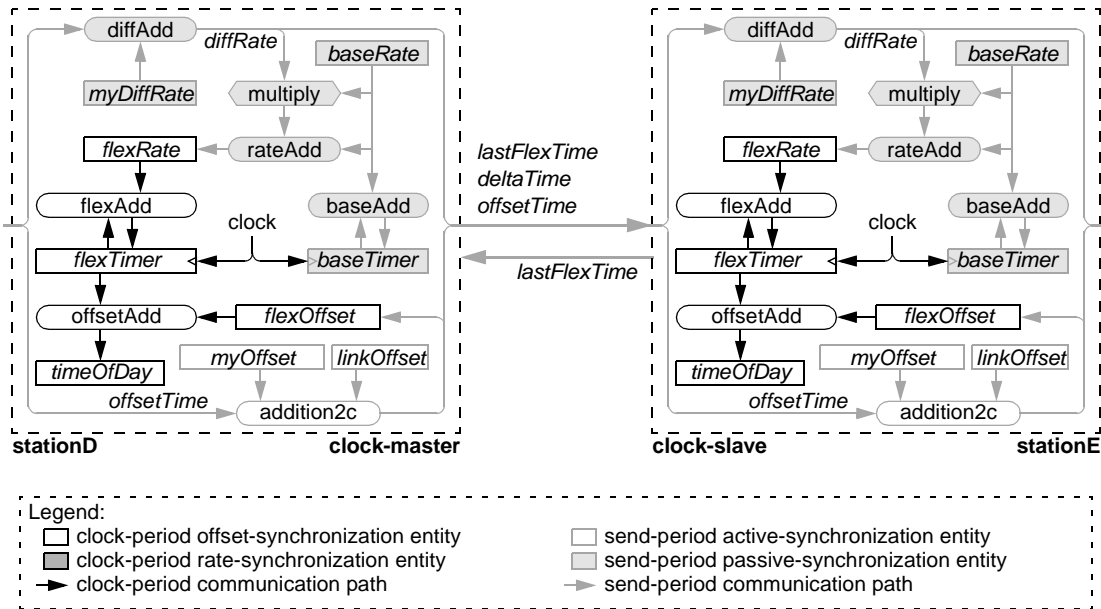 diffAdd
diffRate
baseRate
myDiffRate
multiply
flexRate
rateAdd
flexAdd
baseAdd
clock
flexTimer
baseTimer
offsetAdd
flexOffset
myOffset
linkOffset
timeOfDay
offsetTime
addition2c
stationD
clock-master
lastFlexTime
deltaTime
offsetTime
lastFlexTime
diffAdd
diffRate
baseRate
myDiffRate
multiply
flexRate
rateAdd
flexAdd
baseAdd
clock
flexTimer
baseTimer
offsetAdd
flexOffset
myOffset
linkOffset
timeOfDay
offsetTime
addition2c
clock-slave
stationE
Legend:
clock-period offset-synchronization entity
clock-period rate-synchronization entity
clock-period communication path
send-period active-synchronization entity
send-period passive-synchronization entity
send-period communication path